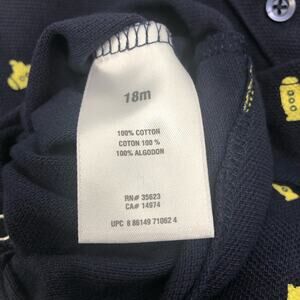 18m
100% COTTON
COTON 100 %
100% ALGODON
RN# 35623
CA# 14974
UPC 8 86149 71062 4